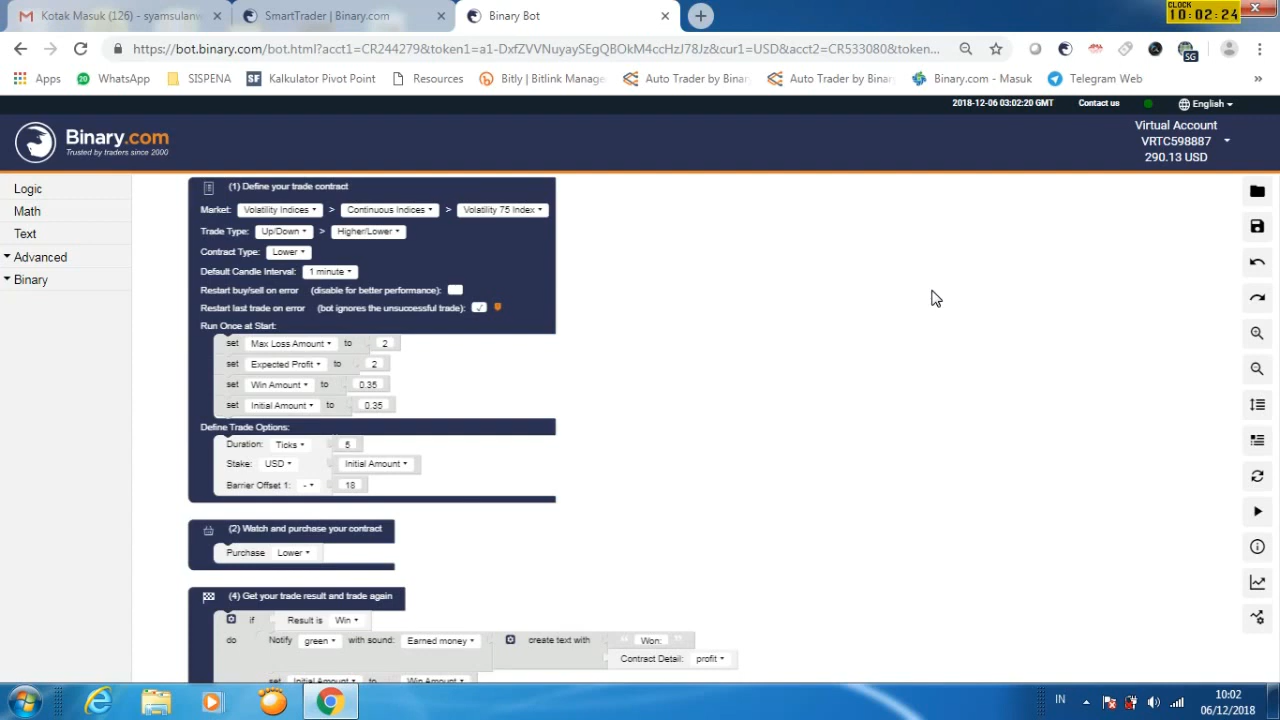 Kotak Masuk (126) - syamsulanw
SmartTrader | Binary.com
Binary Bot
CLOCK
10:02:24
https://bot.binary.com/bot.html?acct1=CR244279&token1=a1-DxfZVVNuyaySEgQBOkM4ccHzJ78Jz&cur1=USD&acct2=CR533080&token...
SG
Apps
20 WhatsApp
SISPENA
SF Kalkulator Pivot Point
Resources
Bitly | Bitlink Manage
Auto Trader by Binar
Auto Trader by Binar
Binary.com - Masuk
Telegram Web
»
2018-12-06 03:02:20 GMT
Contact us
English
Binary.com
Trusted by traders since 2000
Virtual Account
VRTC598887
290.13 USD
Logic
Math
Text
Advanced
Binary
(1) Define your trade contract
Market: Volatility Indices > Continuous Indices > Volatility 75 Index
Trade Type: Up/Down > Higher/Lower
Contract Type: Lower
Default Candle Interval: 1 minute
Restart buy/sell on error (disable for better performance):
Restart last trade on error (bot ignores the unsuccessful trade):
Run Once at Start:
set Max Loss Amount to 2
set Expected Profit to 2
set Win Amount to 0.35
set Initial Amount to 0.35
Define Trade Options:
Duration: Ticks 5
Stake: USD Initial Amount
Barrier Offset 1: - 18
(2) Watch and purchase your contract
Purchase Lower
(4) Get your trade result and trade again
if Result is Win
do Notify green with sound: Earned money create text with “ Won: ”
Contract Detail: profit
set Initial Amount to Win Amount
IN
10:02
06/12/2018